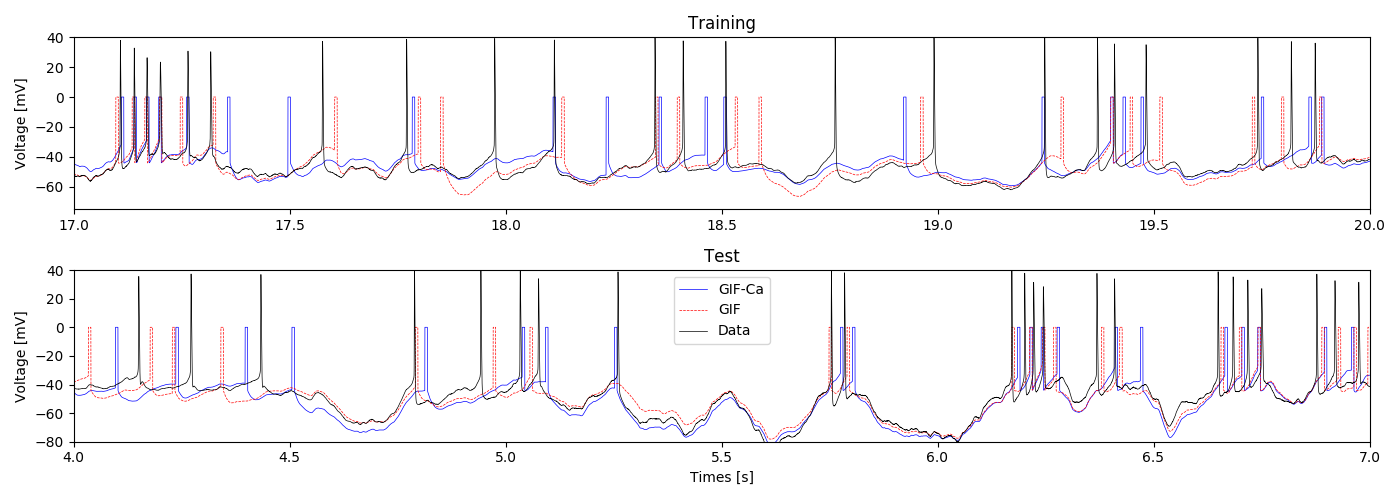 Training
Voltage [mV]
40
20
0
−20
−40
−60
17.0 17.5 18.0 18.5 19.0 19.5 20.0
Test
Voltage [mV]
40
20
0
−20
−40
−60
−80
GIF-Ca
GIF
Data
4.0 4.5 5.0 5.5 6.0 6.5 7.0
Times [s]